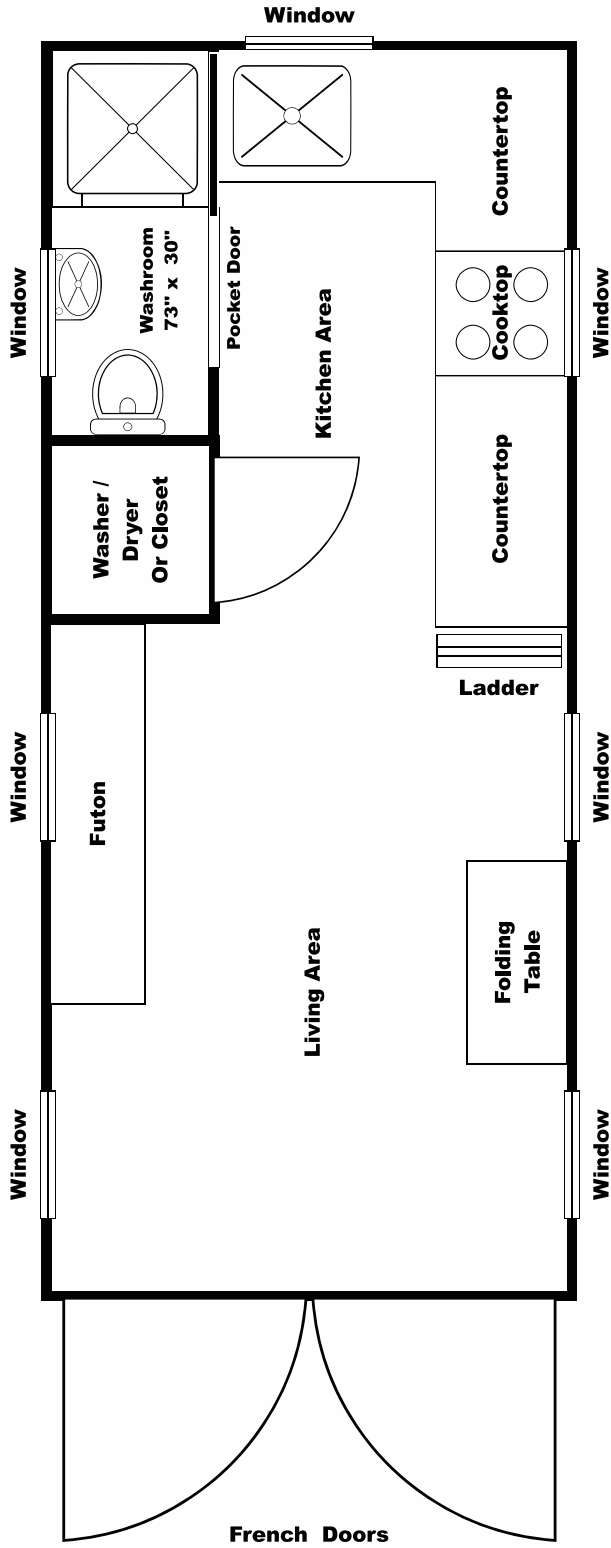 Window
Countertop
Washroom
73" x 30"
Pocket Door
Window
Cooktop
Window
Kitchen Area
Countertop
Washer /
Dryer
Or Closet
Ladder
Window
Futon
Window
Folding
Table
Living Area
Window
Window
French Doors